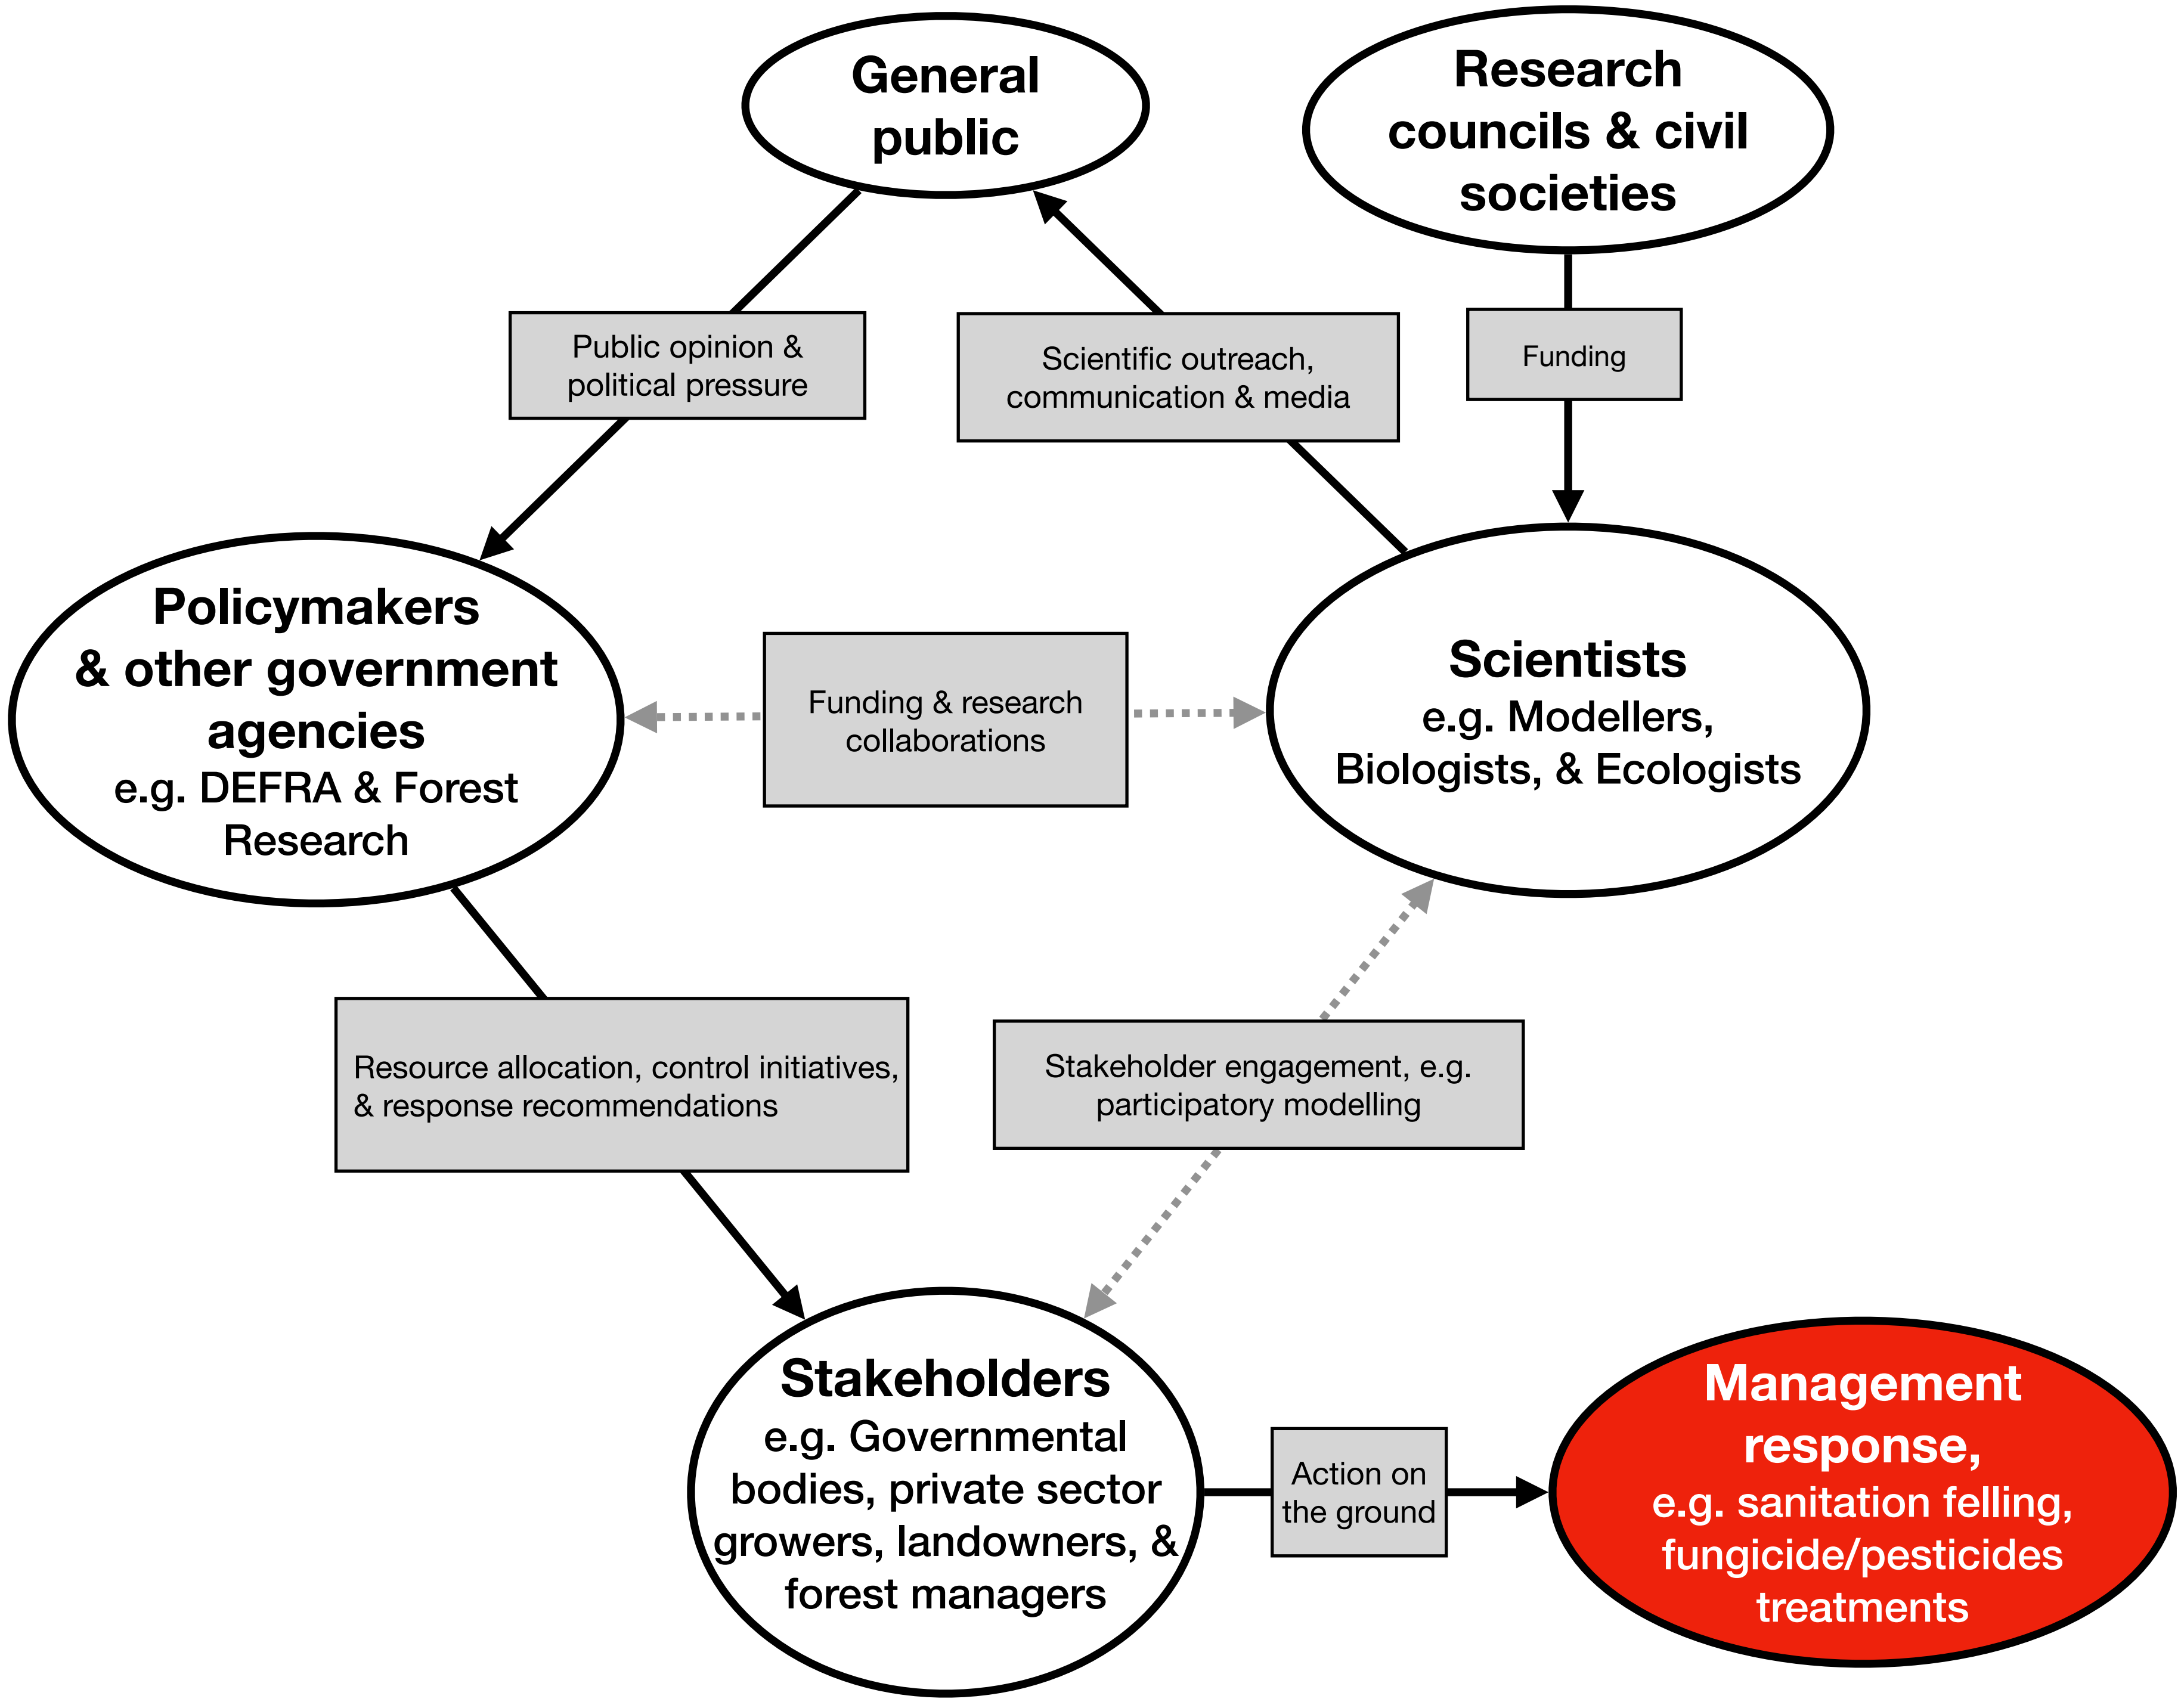 General
public
Research
councils & civil
societies
Public opinion &
political pressure
Scientific outreach,
communication & media
Funding
Policymakers
& other government
agencies
e.g. DEFRA & Forest
Research
Funding & research
collaborations
Scientists
e.g. Modellers,
Biologists, & Ecologists
Resource allocation, control initiatives,
& response recommendations
Stakeholder engagement, e.g.
participatory modelling
Stakeholders
e.g. Governmental
bodies, private sector
growers, landowners, &
forest managers
Action on
the ground
Management
response,
e.g. sanitation felling,
fungicide/pesticides
treatments